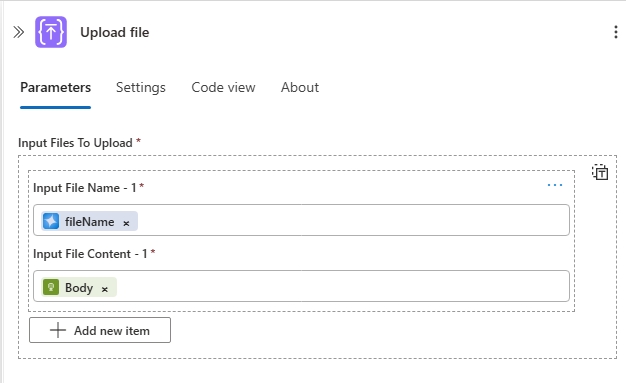 Upload file
Parameters Settings Code view About
Input Files To Upload *
Input File Name - 1*
fileName ×
Input File Content - 1*
Body ×
Add new item